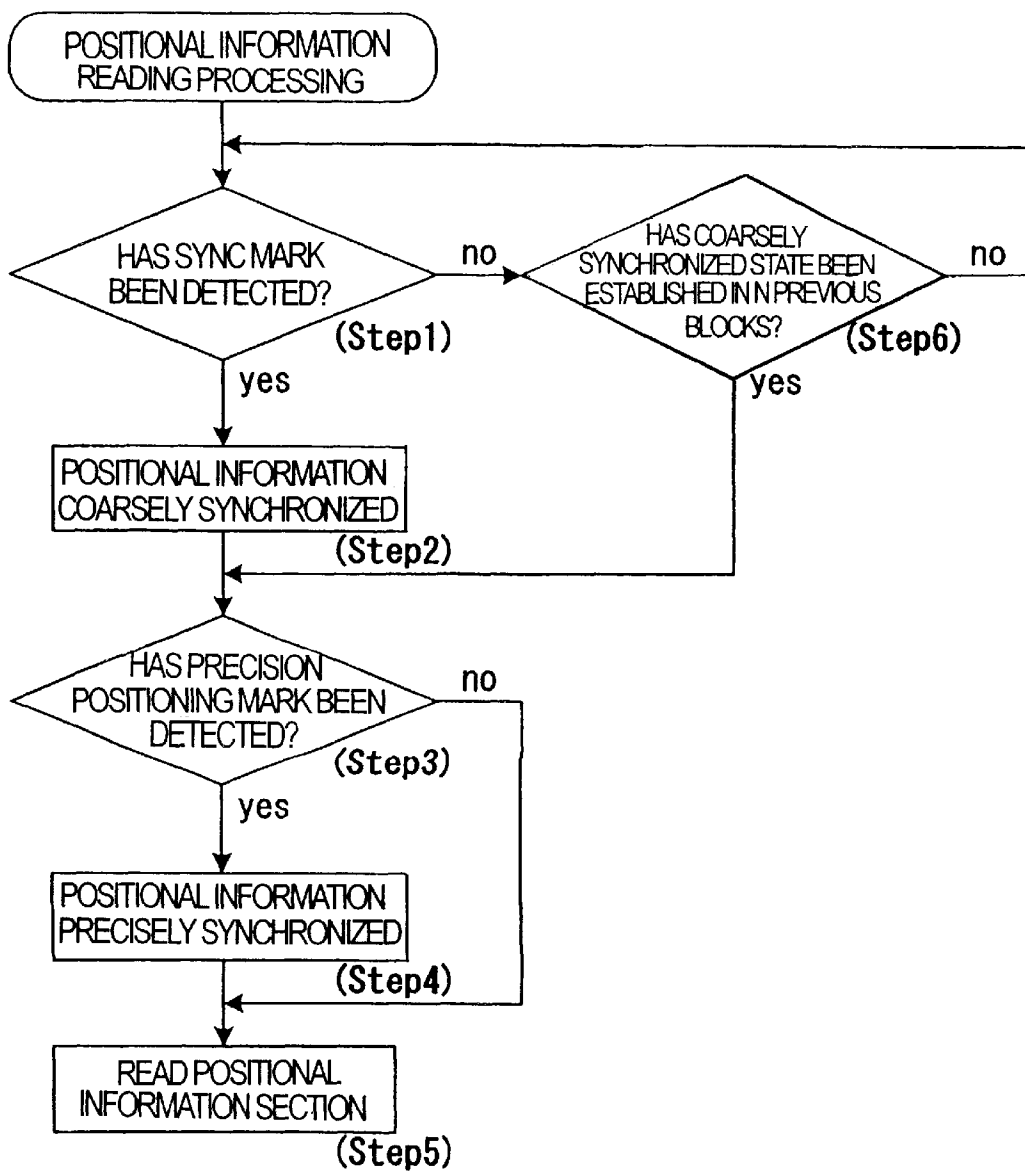 POSITIONAL INFORMATION
READING PROCESSING
HAS SYNC MARK
BEEN DETECTED?
(Step1)
no
HAS COARSELY
SYNCHRONIZED STATE BEEN
ESTABLISHED IN N PREVIOUS
BLOCKS?
(Step6)
no
yes
yes
POSITIONAL INFORMATION
COARSELY SYNCHRONIZED
(Step2)
HAS PRECISION
POSITIONING MARK BEEN
DETECTED?
(Step3)
no
yes
POSITIONAL INFORMATION
PRECISELY SYNCHRONIZED
(Step4)
READ POSITIONAL
INFORMATION SECTION
(Step5)